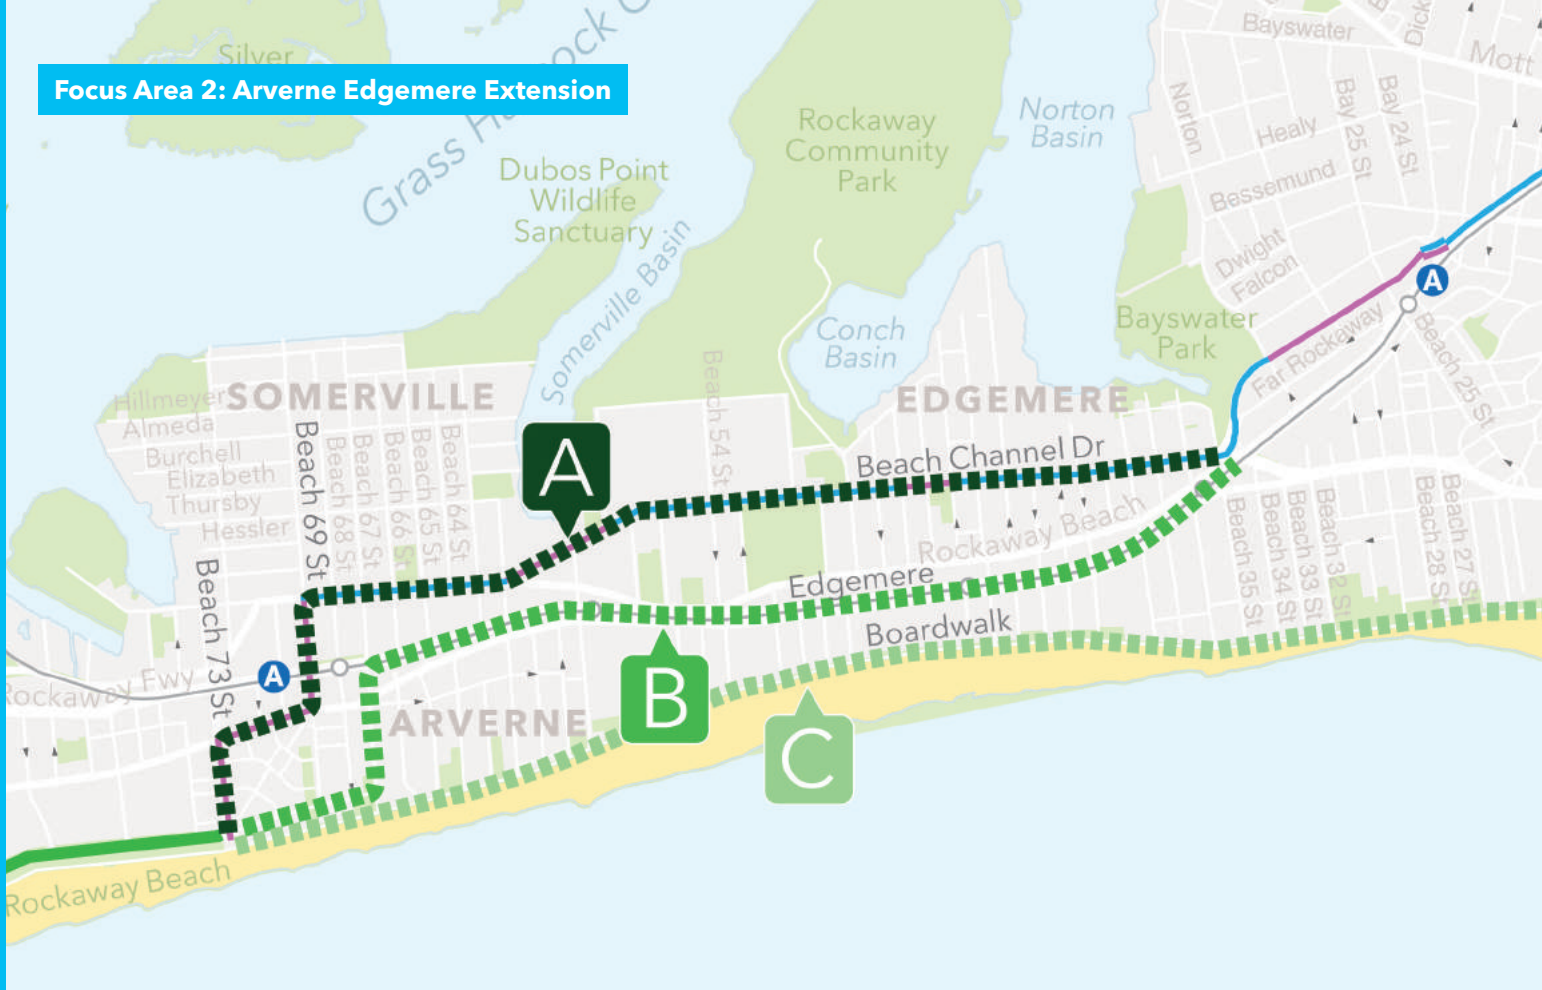 Focus Area 2: Arverne Edgemere Extension
Silver
Dubos Point
Wildlife
Sanctuary
Somerville Basin
Rockaway
Community
Park
Norton
Basin
Conch
Basin
Bayswater
Mott
Norton
Healy
Bay 25 St
Bay 24 St
Bessemund
Dwight
Falcon
Bayswater
Park
A
Far Rockaway
Beach 25 St
Hillmeyer
SOMERVILLE
Almeda
Burchell
Elizabeth
Thursby
Hessler
Beach 69 St
Beach 68 St
Beach 67 St
Beach 66 St
Beach 65 St
Beach 64 St
A
Beach 54 St
EDGEMERE
Beach Channel Dr
Rockaway Beach
Edgemere
Boardwalk
Beach 35 St
Beach 34 St
Beach 33 St
Beach 32 St
Beach 28 St
Beach 27 St
Beach 73 St
Rockaway Fwy
A
ARVERNE
B
C
Rockaway Beach